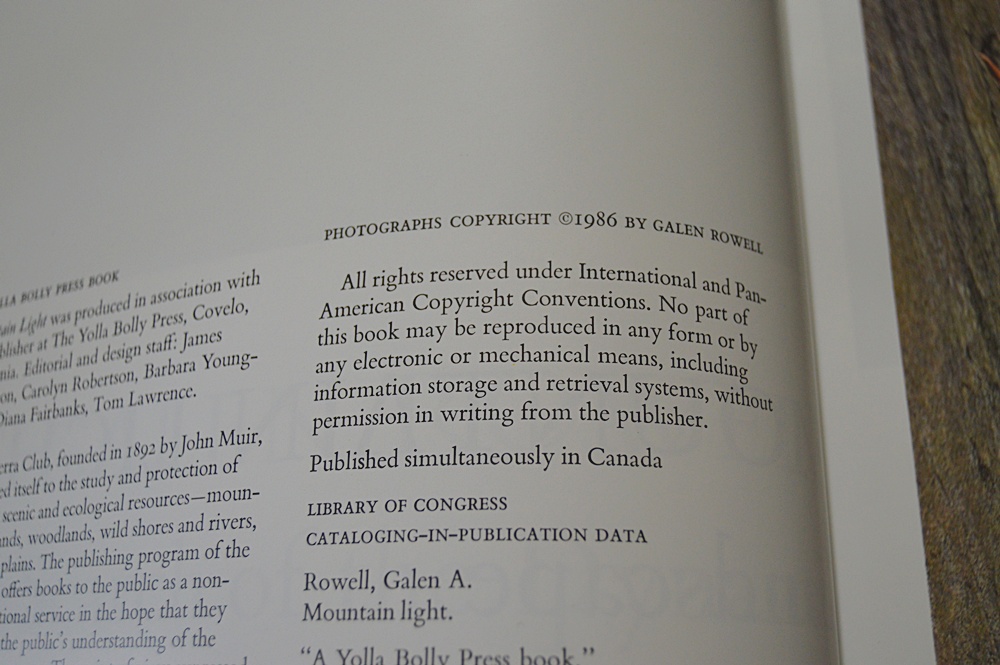 LLA BOLLY PRESS BOOK
ain Light was produced in association with
blisher at The Yolla Bolly Press, Covelo,
nia. Editorial and design staff: James
on, Carolyn Robertson, Barbara Young-
Diana Fairbanks, Tom Lawrence.
erra Club, founded in 1892 by John Muir,
ed itself to the study and protection of
scenic and ecological resources—moun-
nds, woodlands, wild shores and rivers,
plains. The publishing program of the
offers books to the public as a non-
tional service in the hope that they
the public's understanding of the
PHOTOGRAPHS COPYRIGHT ©1986 BY GALEN ROWELL
All rights reserved under International and Pan-
American Copyright Conventions. No part of
this book may be reproduced in any form or by
any electronic or mechanical means, including
information storage and retrieval systems, without
permission in writing from the publisher.
Published simultaneously in Canada
LIBRARY OF CONGRESS
CATALOGING-IN-PUBLICATION DATA
Rowell, Galen A.
Mountain light.
"A Yolla Bolly Press book."